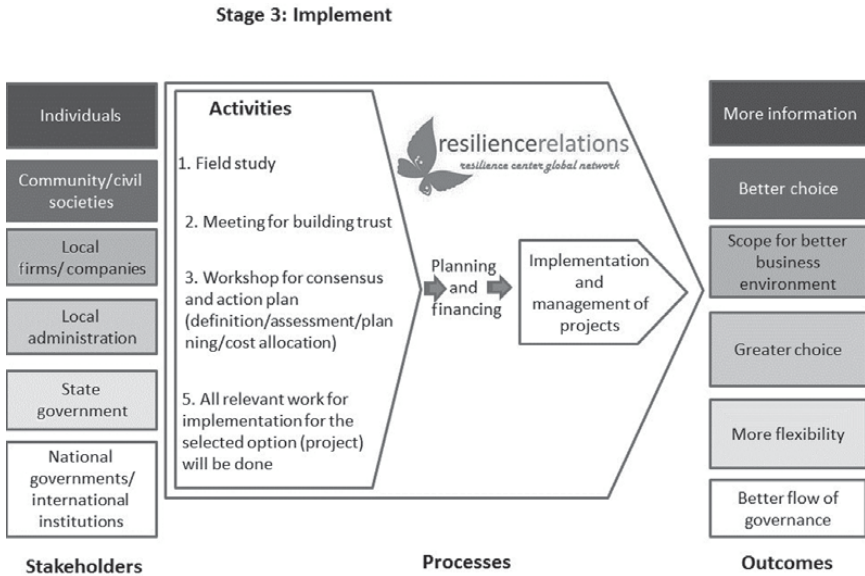 Stage 3: Implement
Individuals
Community/civil
societies
Local
firms/companies
Local
administration
State
government
National
governments/
international
institutions
Stakeholders
Activities
1. Field study
2. Meeting for building trust
3. Workshop for consensus
and action plan
(definition/assessment/plan
ning/cost allocation)
5. All relevant work for
implementation for the
selected option (project)
will be done
resiliencerelations
resilience center global network
Planning
and
financing
Implementation
and
management of
projects
Processes
More information
Better choice
Scope for better
business
environment
Greater choice
More flexibility
Better flow of
governance
Outcomes